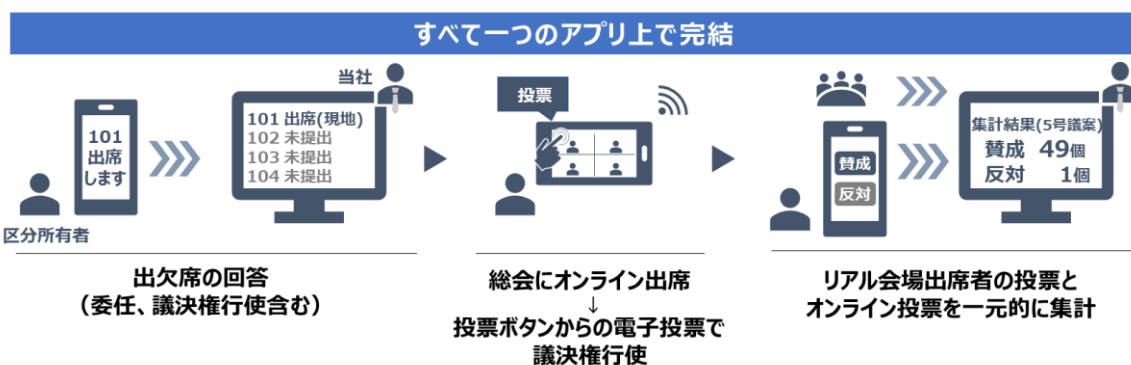 すべて一つのアプリ上で完結
101
出席
します
区分所有者
当社
101 出席(現地)
102 未提出
103 未提出
104 未提出
出欠席の回答
（委任、議決権行使含む）
投票
総会にオンライン出席
↓
投票ボタンからの電子投票で
議決権行使
賛成
反対
集計結果(5号議案)
賛成 49個
反対 1個
リアル会場出席者の投票と
オンライン投票を一元的に集計